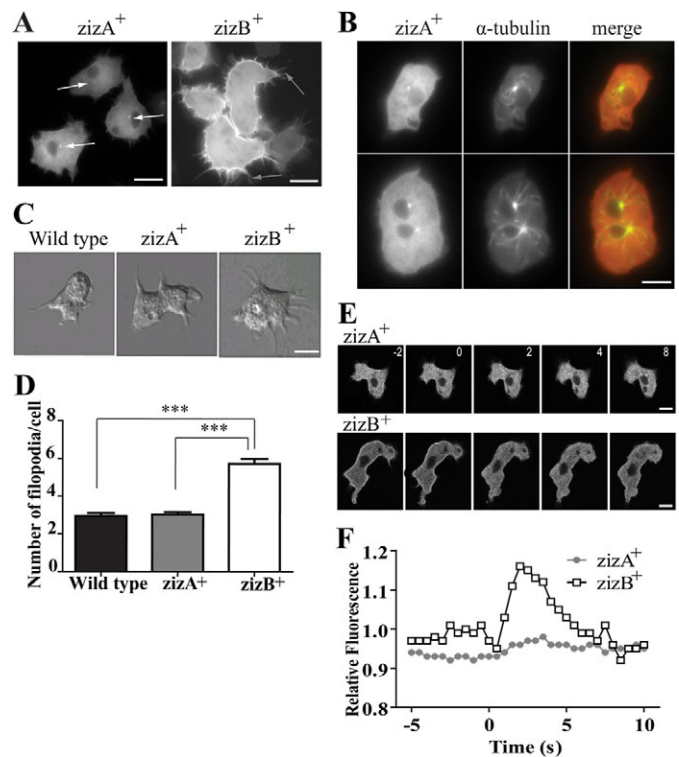 A
zizA+
zizB+
B
zizA+
α-tubulin
merge
C
Wild type
zizA+
zizB+
D
Number of filopodia/cell
8
6
4
2
0
***
***
Wild type
zizA+
zizB+
E
zizA+
-2
0
2
4
8
zizB+
F
Relative Fluorescence
1.2
1.1
1.0
0.9
0.8
zizA+
zizB+
-5
0
5
10
Time (s)